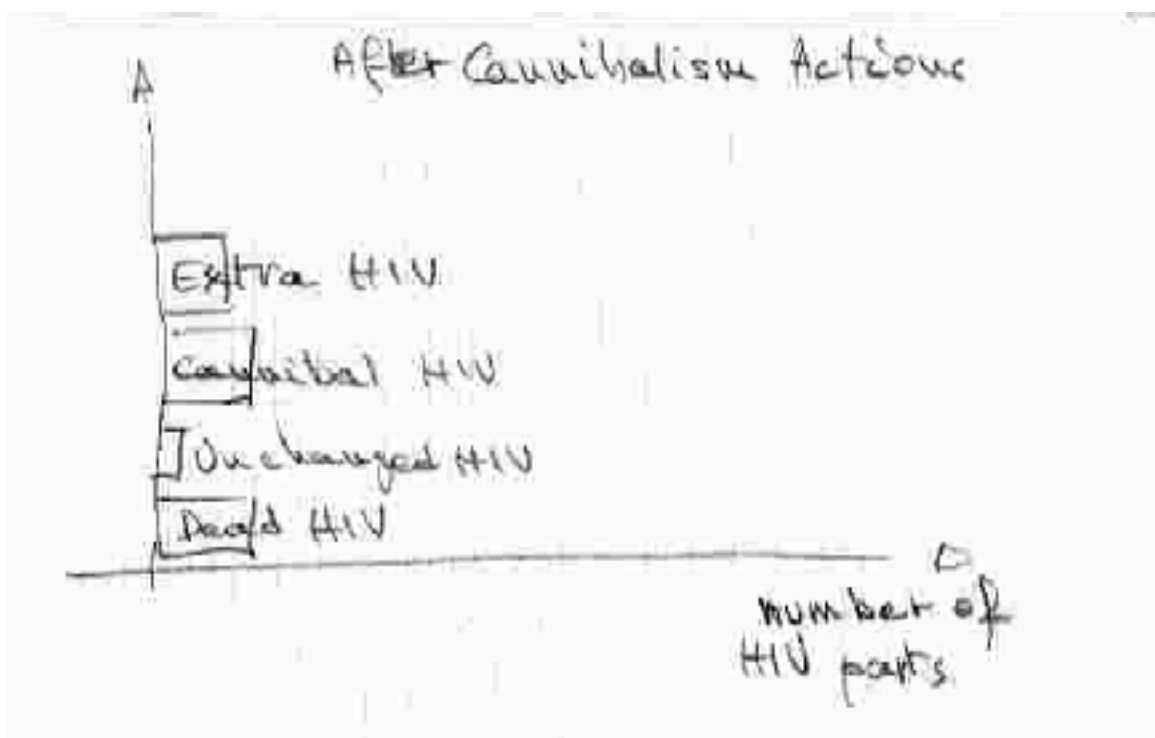 After Cannibalism Actions
Extra HIV
Cannibal HIV
Unchanged HIV
Dead HIV
number of
HIV parts